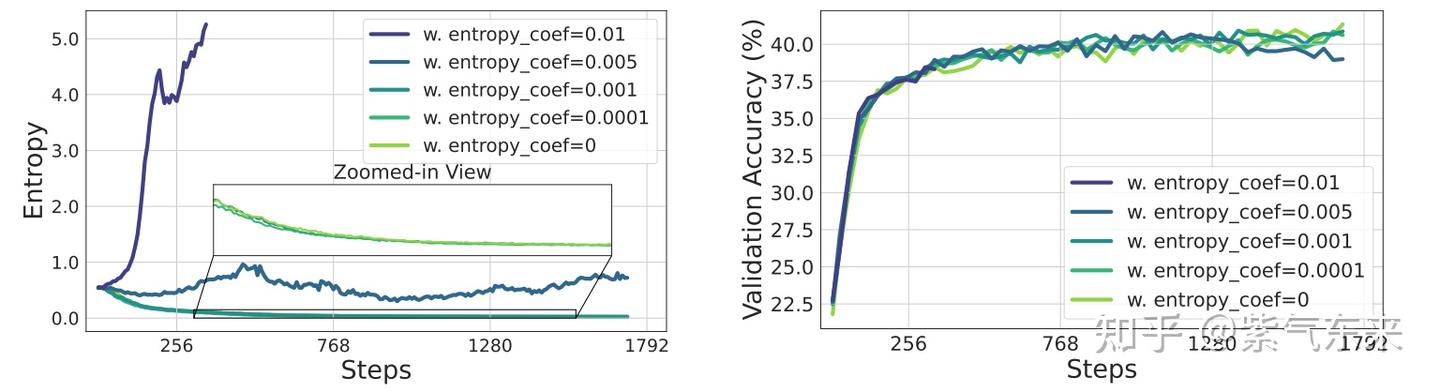 5.0
4.0
3.0
2.0
1.0
0.0
Entropy
w. entropy_coef=0.01
w. entropy_coef=0.005
w. entropy_coef=0.001
w. entropy_coef=0.0001
w. entropy_coef=0
Zoomed-in View
256 768 1280 1792
Steps
40.0
37.5
35.0
32.5
30.0
27.5
25.0
22.5
Validation Accuracy (%)
w. entropy_coef=0.01
w. entropy_coef=0.005
w. entropy_coef=0.001
w. entropy_coef=0.0001
w. entropy_coef=0
256 768 1280 1792
Steps
知乎 @紫气东来